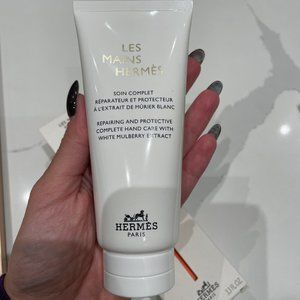 LES
MAINS
HERMÈS
SOIN COMPLET
RÉPARATEUR ET PROTECTEUR
À L'EXTRAIT DE MÛRIER BLANC
REPAIRING AND PROTECTIVE
COMPLETE HAND CARE WITH
WHITE MULBERRY EXTRACT
HERMÈS
PARIS